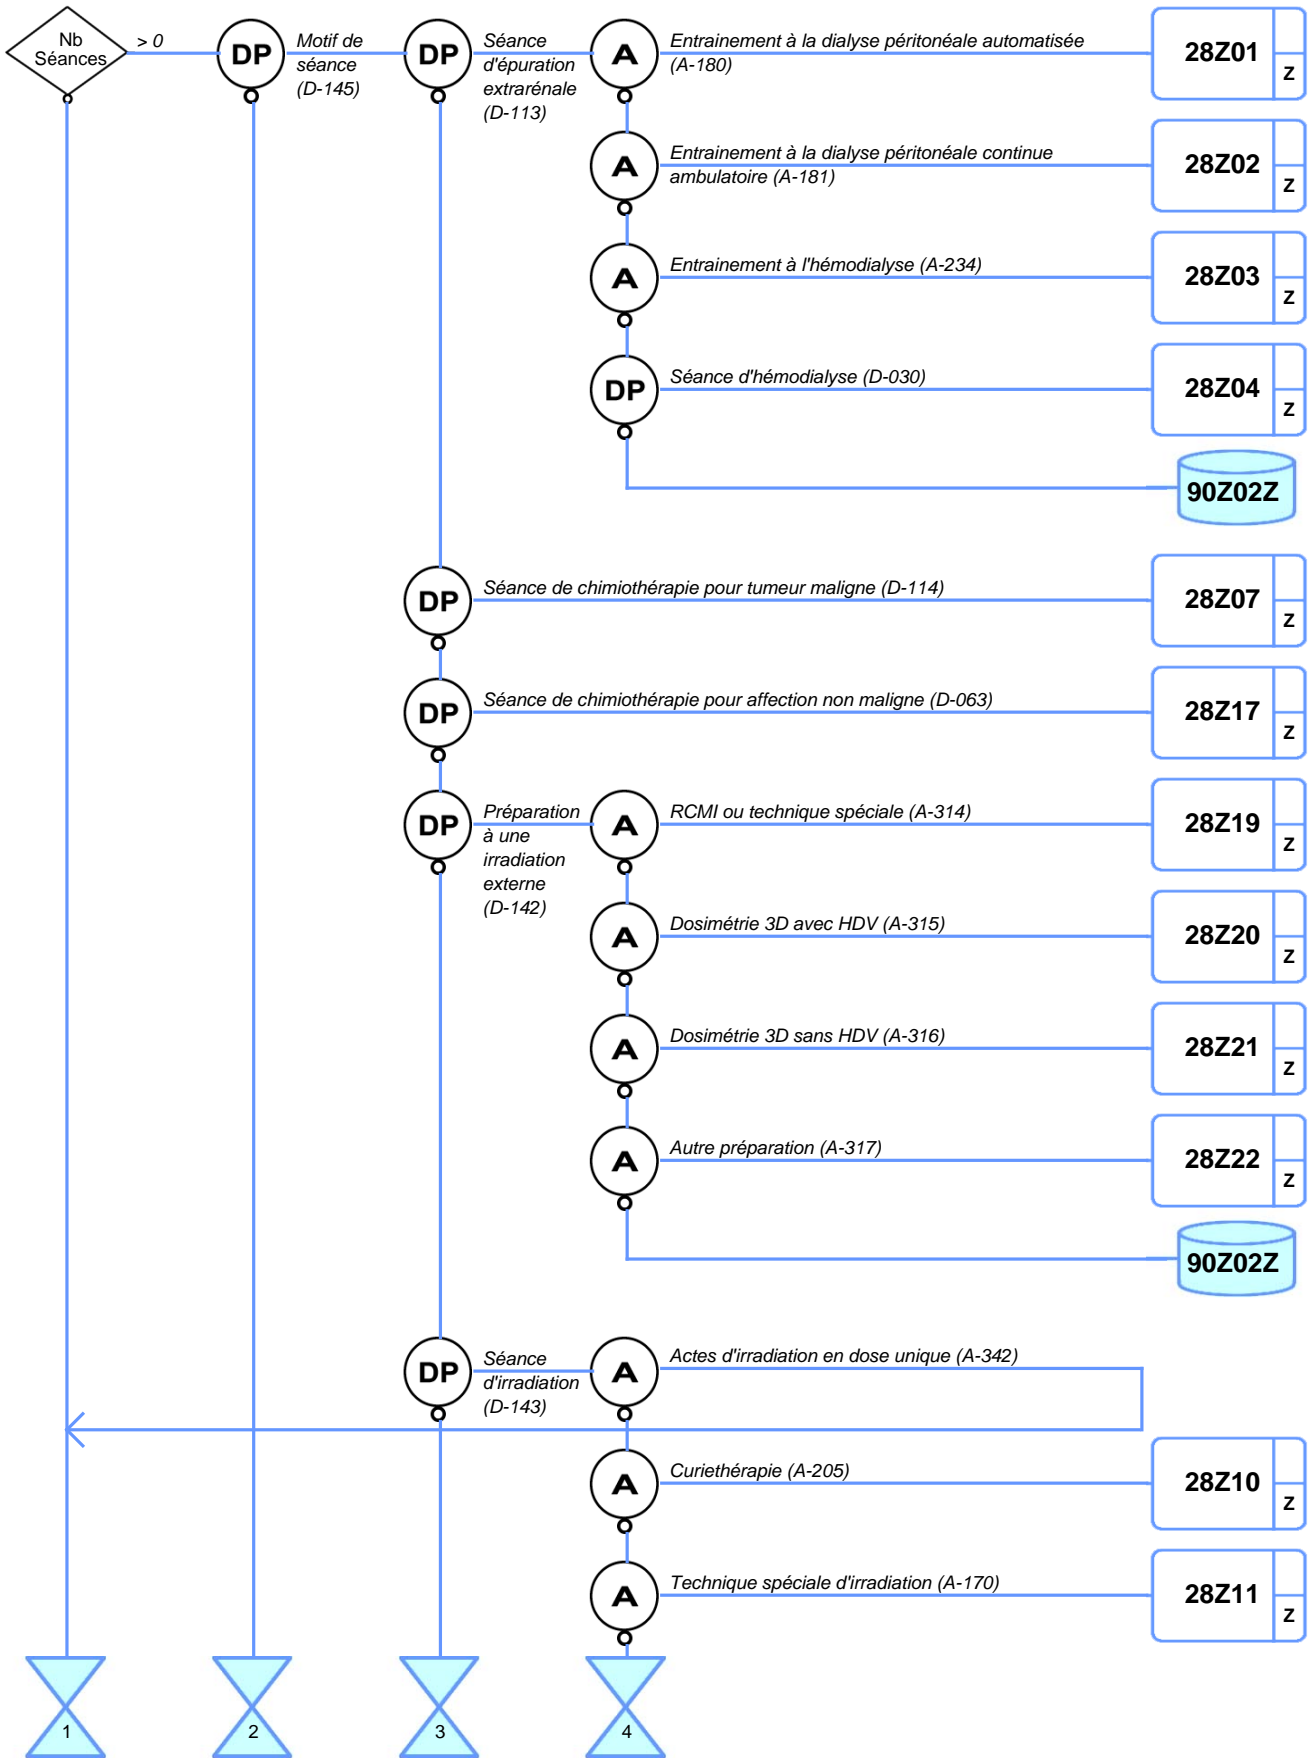 Nb
Séances
> 0
DP
Motif de
séance
(D-145)
DP
Séance
d'épuration
extrarénale
(D-113)
A
Entrainement à la dialyse péritonéale automatisée
(A-180)
28Z01
Z
A
Entrainement à la dialyse péritonéale continue
ambulatoire (A-181)
28Z02
Z
A
Entrainement à l'hémodialyse (A-234)
28Z03
Z
DP
Séance d'hémodialyse (D-030)
28Z04
Z
90Z02Z
DP
Séance de chimiothérapie pour tumeur maligne (D-114)
28Z07
Z
DP
Séance de chimiothérapie pour affection non maligne (D-063)
28Z17
Z
DP
Préparation
à une
irradiation
externe
(D-142)
A
RCMI ou technique spéciale (A-314)
28Z19
Z
A
Dosimétrie 3D avec HDV (A-315)
28Z20
Z
A
Dosimétrie 3D sans HDV (A-316)
28Z21
Z
A
Autre préparation (A-317)
28Z22
Z
90Z02Z
DP
Séance
d'irradiation
(D-143)
A
Actes d'irradiation en dose unique (A-342)
A
Curiethérapie (A-205)
28Z10
Z
A
Technique spéciale d'irradiation (A-170)
28Z11
Z
1
2
3
4